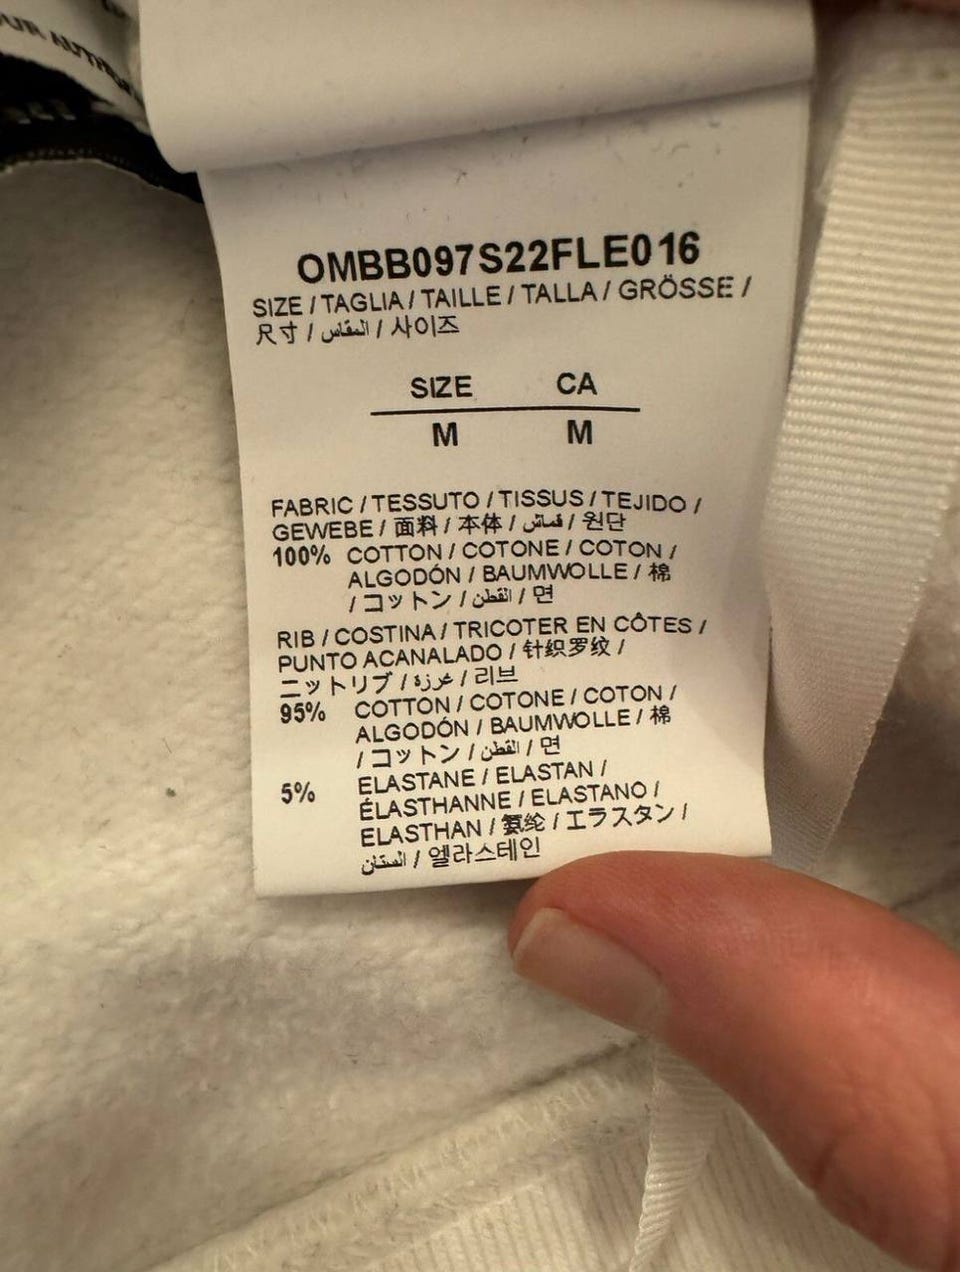 OUR AUTHEN
OMBB097S22FLE016
SIZE / TAGLIA / TAILLE / TALLA / GRÖSSE /
尺寸 / المقاس / 사이즈
SIZE CA
M M
FABRIC / TESSUTO / TISSUS / TEJIDO /
GEWEBE / 面料 / 本体 / قماش / 원단
100% COTTON / COTONE / COTON /
ALGODÓN / BAUMWOLLE / 棉
/ コットン / القطن / 면
RIB / COSTINA / TRICOTER EN CÔTES /
PUNTO ACANALADO / 针织罗纹 /
ニットリブ / غرزة / 리브
95% COTTON / COTONE / COTON /
ALGODÓN / BAUMWOLLE / 棉
/ コットン / القطن / 면
5% ELASTANE / ELASTAN /
ÉLASTHANNE / ELASTANO /
ELASTHAN / 氨纶 / エラスタン /
الستان / 엘라스테인